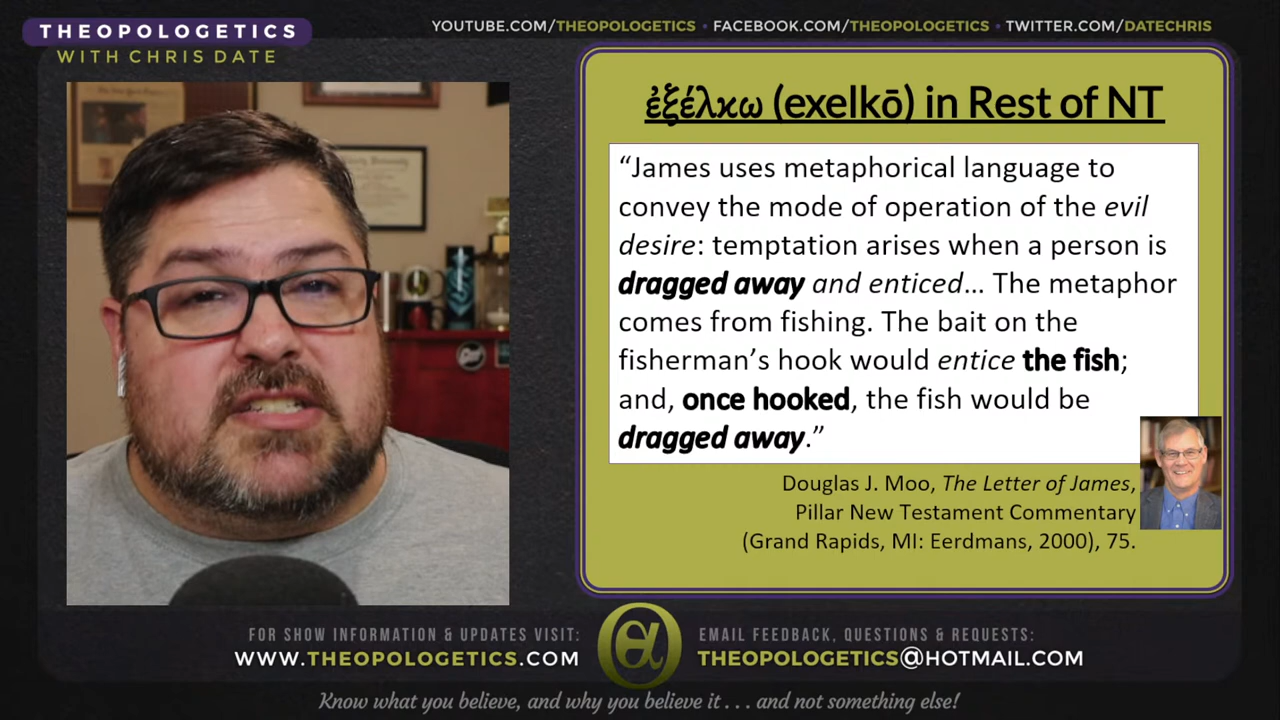 THEOPOLOGETICS
WITH CHRIS DATE
YOUTUBE.COM/THEOPOLOGETICS • FACEBOOK.COM/THEOPOLOGETICS • TWITTER.COM/DATECHRIS
ἐξέλκω (exelkō) in Rest of NT
“James uses metaphorical language to
convey the mode of operation of the evil
desire: temptation arises when a person is
dragged away and enticed… The metaphor
comes from fishing. The bait on the
fisherman’s hook would entice the fish;
and, once hooked, the fish would be
dragged away.”
Douglas J. Moo, The Letter of James,
Pillar New Testament Commentary
(Grand Rapids, MI: Eerdmans, 2000), 75.
FOR SHOW INFORMATION & UPDATES VISIT:
WWW.THEOPOLOGETICS.COM
EMAIL FEEDBACK, QUESTIONS & REQUESTS:
THEOPOLOGETICS@HOTMAIL.COM
Know what you believe, and why you believe it . . . and not something else!